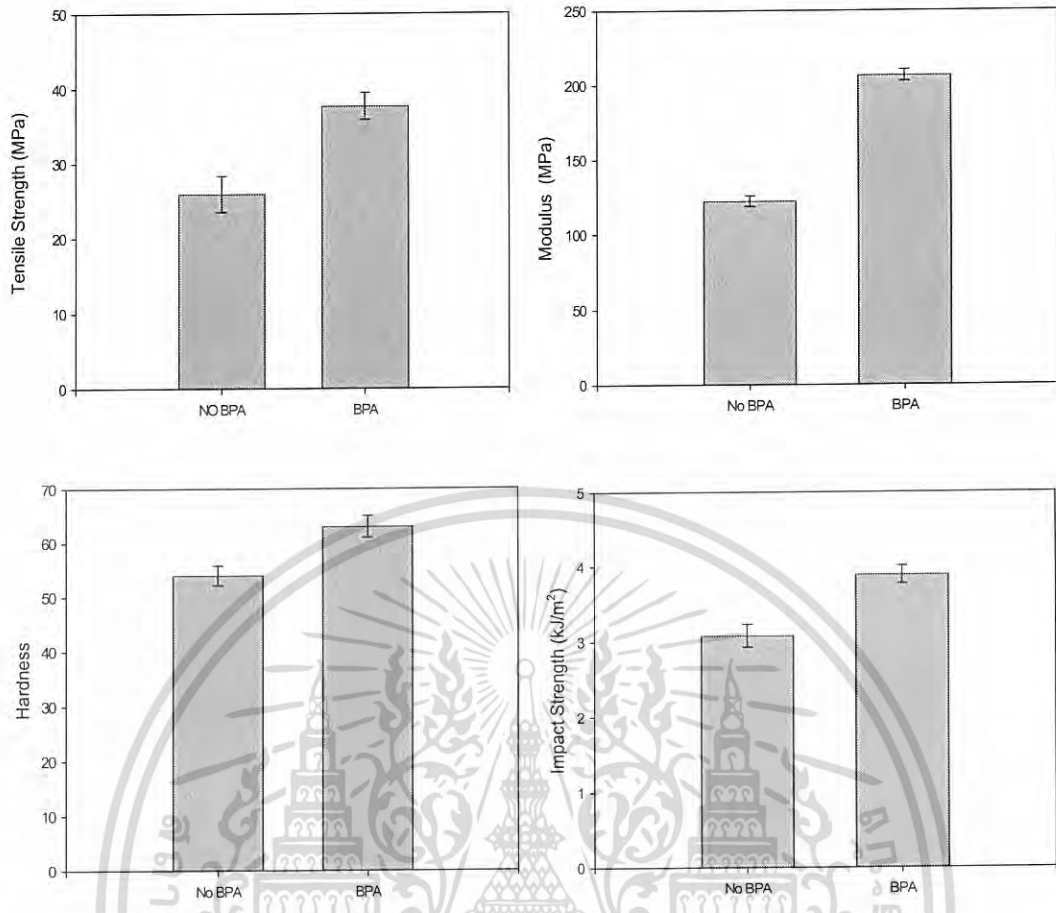 50
40
30
20
10
0
Tensile Strength (MPa)
NO BPA
BPA
250
200
150
100
50
0
Modulus (MPa)
No BPA
BPA
70
60
50
40
30
20
10
0
Hardness
No BPA
BPA
5
4
3
2
1
0
Impact Strength (kJ/m²)
No BPA
BPA